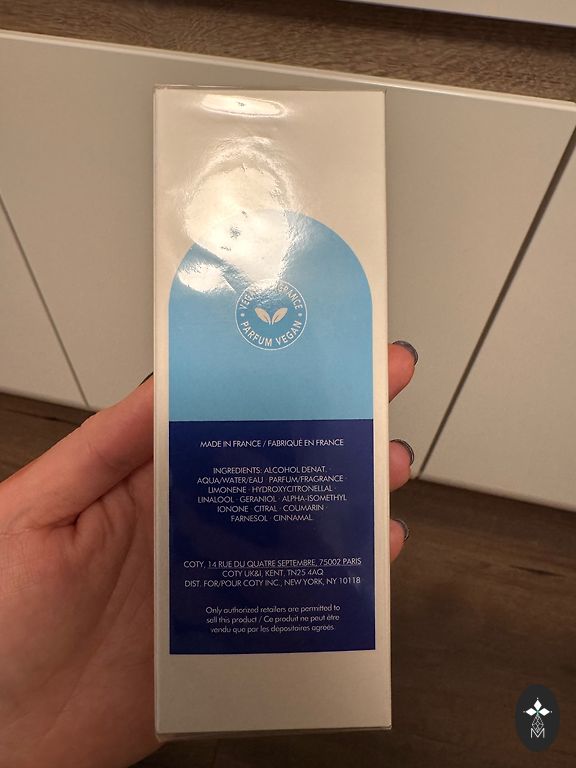 VEGAN FRAGRANCE
PARFUM VEGAN
MADE IN FRANCE / FABRIQUÉ EN FRANCE
INGREDIENTS: ALCOHOL DENAT. ·
AQUA/WATER/EAU · PARFUM/FRAGRANCE ·
LIMONENE · HYDROXYCITRONELLAL ·
LINALOOL · GERANIOL · ALPHA-ISOMETHYL
IONONE · CITRAL · COUMARIN ·
FARNESOL · CINNAMAL.
COTY, 14 RUE DU QUATRE SEPTEMBRE, 75002 PARIS
COTY UK&I, KENT, TN25 4AQ
DIST. FOR/POUR COTY INC., NEW YORK, NY 10118
Only authorized retailers are permitted to
sell this product / Ce produit ne peut être
vendu que par les dépositaires agréés
M